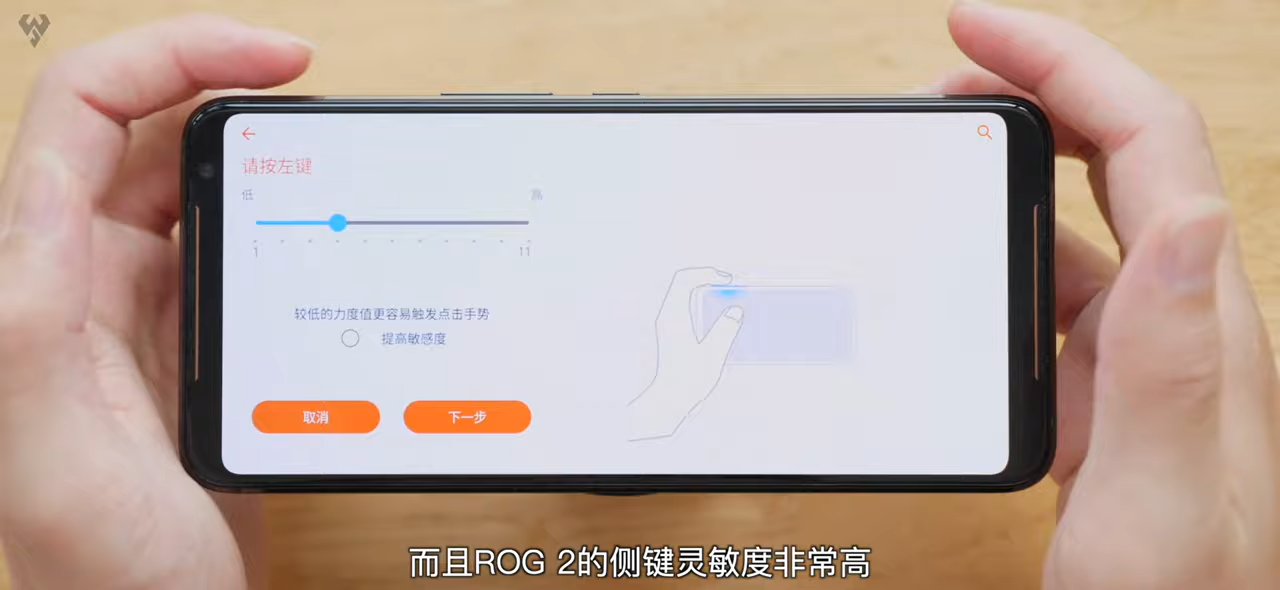 请按左键
低
高
1
11
较低的力度值更容易触发点击手势
提高敏感度
取消
下一步
而且ROG 2的侧键灵敏度非常高